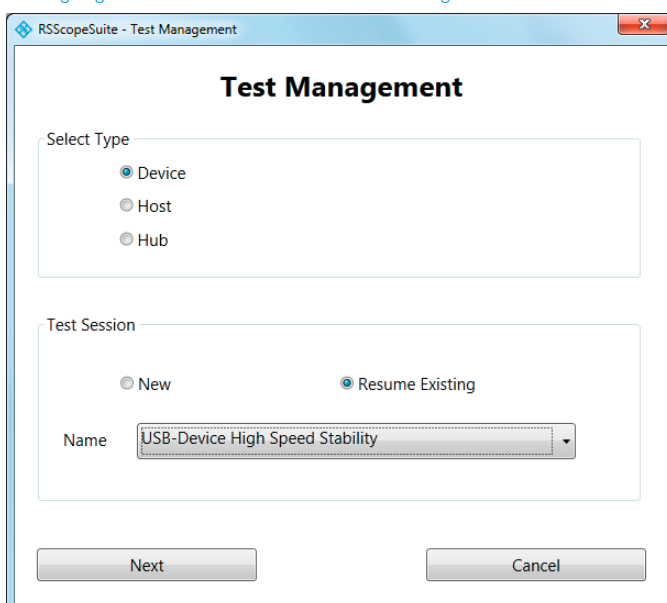 RSScopeSuite - Test Management
Test Management
Select Type
Device
Host
Hub
Test Session
New
Resume Existing
Name
USB-Device High Speed Stability
Next
Cancel